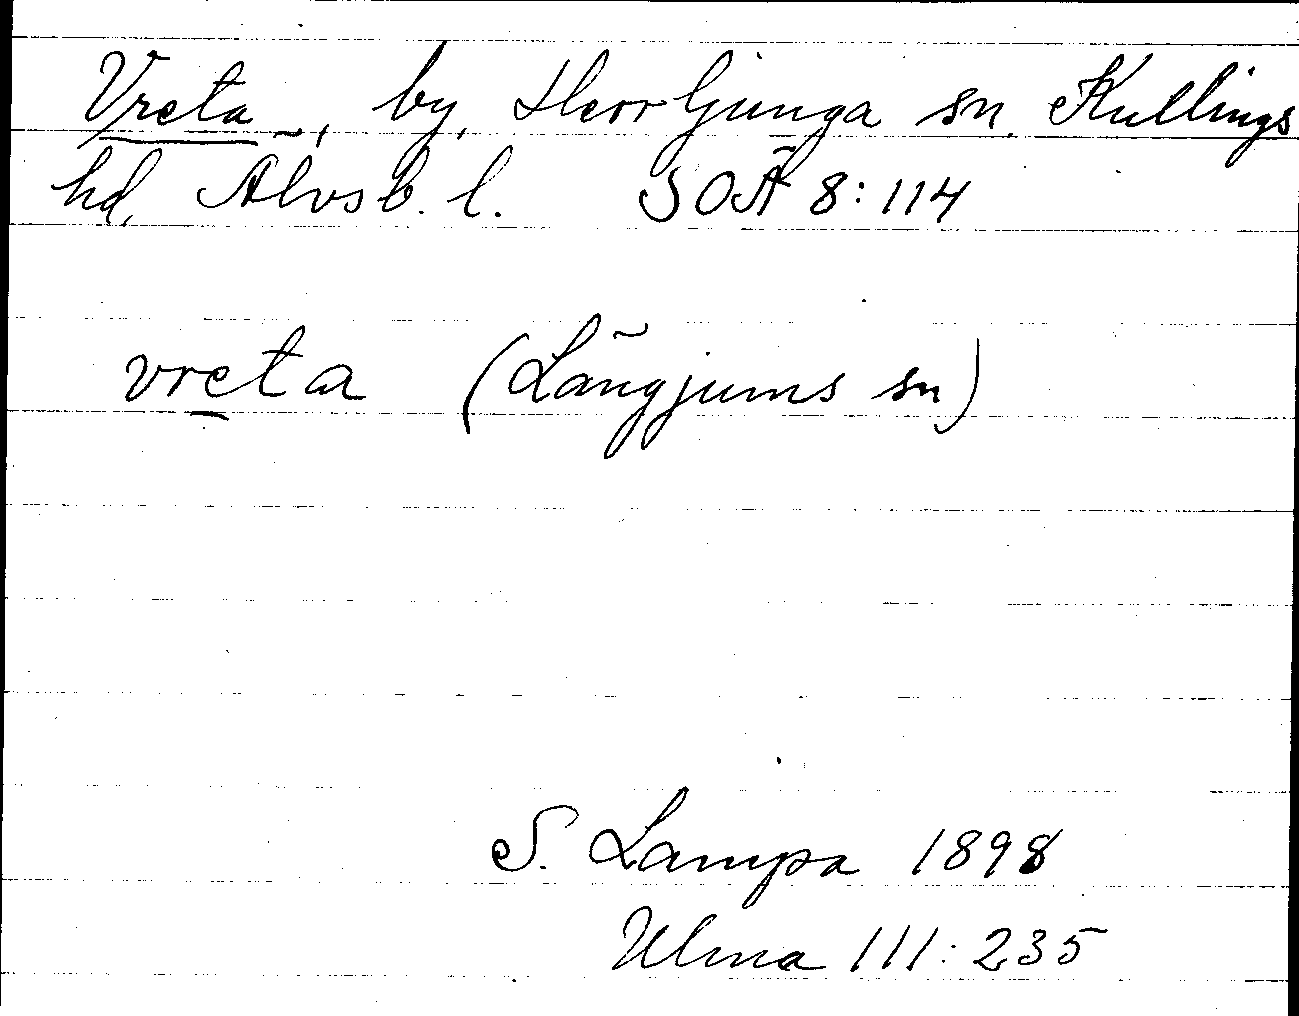 Vreta, by, Herrljunga sn, Kullings
hd, Älvsb. l. SOÄ 8:114
vreta (Långjums sn)
S. Lampa 1898
Ulma 111:235